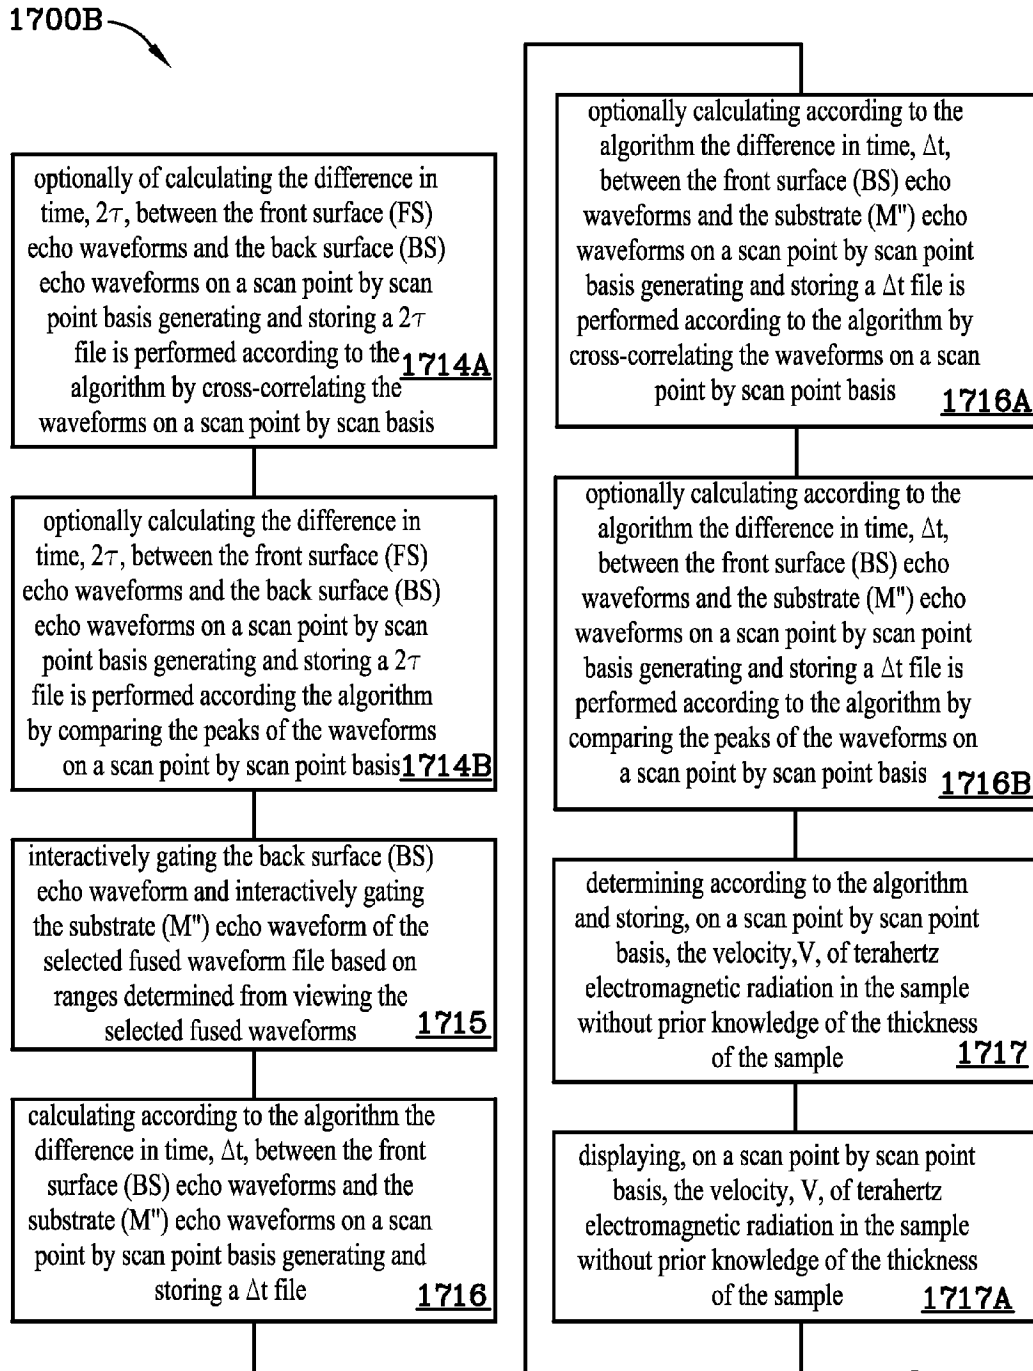 1700B
optionally of calculating the difference in
time, 2τ, between the front surface (FS)
echo waveforms and the back surface (BS)
echo waveforms on a scan point by scan
point basis generating and storing a 2τ
file is performed according to the
algorithm by cross-correlating the
waveforms on a scan point by scan basis
1714A
optionally calculating the difference in
time, 2τ, between the front surface (FS)
echo waveforms and the back surface (BS)
echo waveforms on a scan point by scan
point basis generating and storing a 2τ
file is performed according the algorithm
by comparing the peaks of the waveforms
on a scan point by scan point basis 1714B
interactively gating the back surface (BS)
echo waveform and interactively gating
the substrate (M") echo waveform of the
selected fused waveform file based on
ranges determined from viewing the
selected fused waveforms 1715
calculating according to the algorithm the
difference in time, Δt, between the front
surface (BS) echo waveforms and the
substrate (M") echo waveforms on a scan
point by scan point basis generating and
storing a Δt file 1716
optionally calculating according to the
algorithm the difference in time, Δt,
between the front surface (BS) echo
waveforms and the substrate (M") echo
waveforms on a scan point by scan point
basis generating and storing a Δt file is
performed according to the algorithm by
cross-correlating the waveforms on a scan
point by scan point basis 1716A
optionally calculating according to the
algorithm the difference in time, Δt,
between the front surface (BS) echo
waveforms and the substrate (M") echo
waveforms on a scan point by scan point
basis generating and storing a Δt file is
performed according to the algorithm by
comparing the peaks of the waveforms on
a scan point by scan point basis 1716B
determining according to the algorithm
and storing, on a scan point by scan point
basis, the velocity,V, of terahertz
electromagnetic radiation in the sample
without prior knowledge of the thickness
of the sample 1717
displaying, on a scan point by scan point
basis, the velocity, V, of terahertz
electromagnetic radiation in the sample
without prior knowledge of the thickness
of the sample 1717A